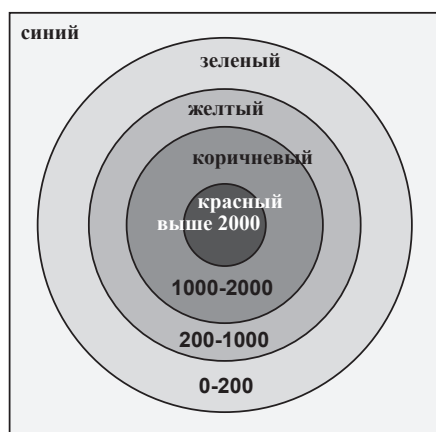 синий
зеленый
желтый
коричневый
красный
выше 2000
1000-2000
200-1000
0-200